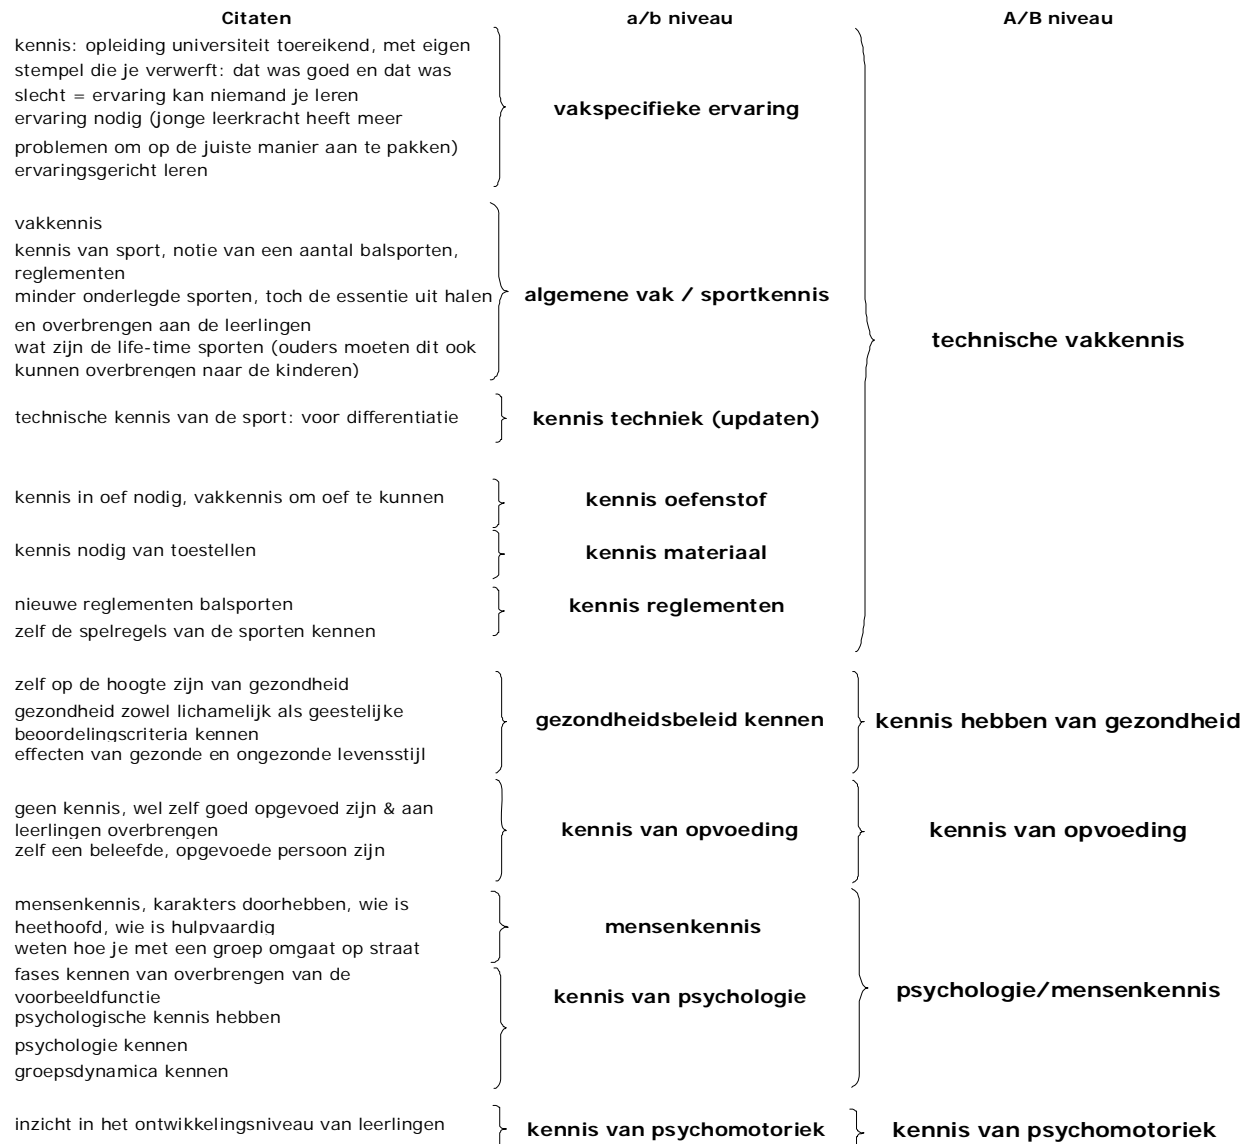 Citaten
a/b niveau
A/B niveau
kennis: opleiding universiteit toereikend, met eigen
stempel die je verwerft: dat was goed en dat was
slecht = ervaring kan niemand je leren
ervaring nodig (jonge leerkracht heeft meer
problemen om op de juiste manier aan te pakken)
ervaringsgericht leren
vakspecifieke ervaring
vakkennis
kennis van sport, notie van een aantal balsporten,
reglementen
minder onderlegde sporten, toch de essentie uit halen
en overbrengen aan de leerlingen
wat zijn de life-time sporten (ouders moeten dit ook
kunnen overbrengen naar de kinderen)
algemene vak / sportkennis
technische kennis van de sport: voor differentiatie
kennis techniek (updaten)
kennis in oef nodig, vakkennis om oef te kunnen
kennis oefenstof
kennis nodig van toestellen
kennis materiaal
nieuwe reglementen balsporten
zelf de spelregels van de sporten kennen
kennis reglementen
technische vakkennis
zelf op de hoogte zijn van gezondheid
gezondheid zowel lichamelijk als geestelijke
beoordelingscriteria kennen
effecten van gezonde en ongezonde levensstijl
gezondheidsbeleid kennen
kennis hebben van gezondheid
geen kennis, wel zelf goed opgevoed zijn & aan
leerlingen overbrengen
zelf een beleefde, opgevoede persoon zijn
kennis van opvoeding
kennis van opvoeding
mensenkennis, karakters doorhebben, wie is
heethoofd, wie is hulpvaardig
weten hoe je met een groep omgaat op straat
mensenkennis
fases kennen van overbrengen van de
voorbeeldfunctie
psychologische kennis hebben
psychologie kennen
groepsdynamica kennen
kennis van psychologie
psychologie/mensenkennis
inzicht in het ontwikkelingsniveau van leerlingen
kennis van psychomotoriek
kennis van psychomotoriek